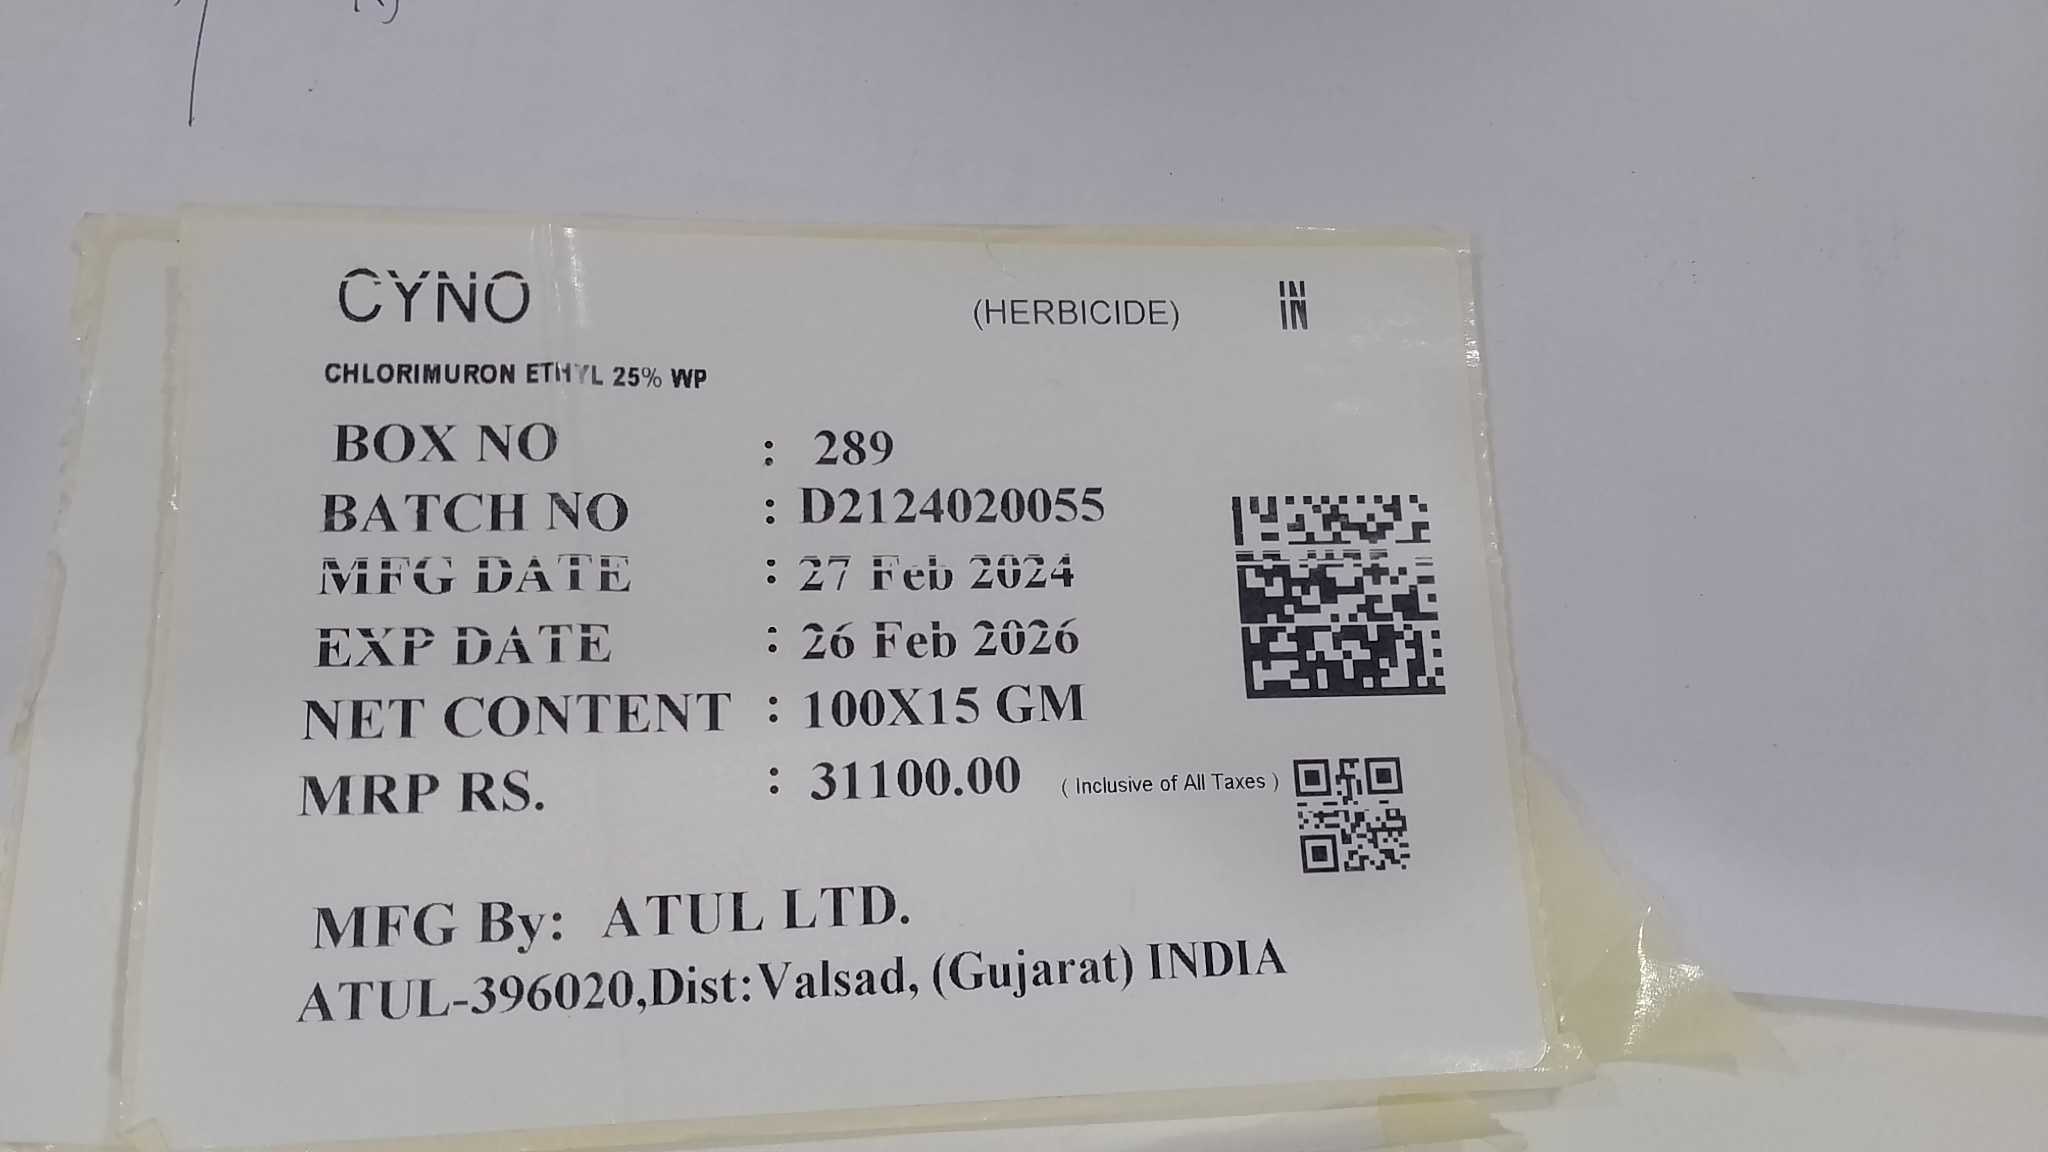 CYNO (HERBICIDE) IN
CHLORIMURON ETHYL 25% WP
BOX NO : 289
BATCH NO : D2124020055
MFG DATE : 27 Feb 2024
EXP DATE : 26 Feb 2026
NET CONTENT : 100X15 GM
MRP RS. : 31100.00 ( Inclusive of All Taxes )
MFG By: ATUL LTD.
ATUL-396020,Dist:Valsad, (Gujarat) INDIA